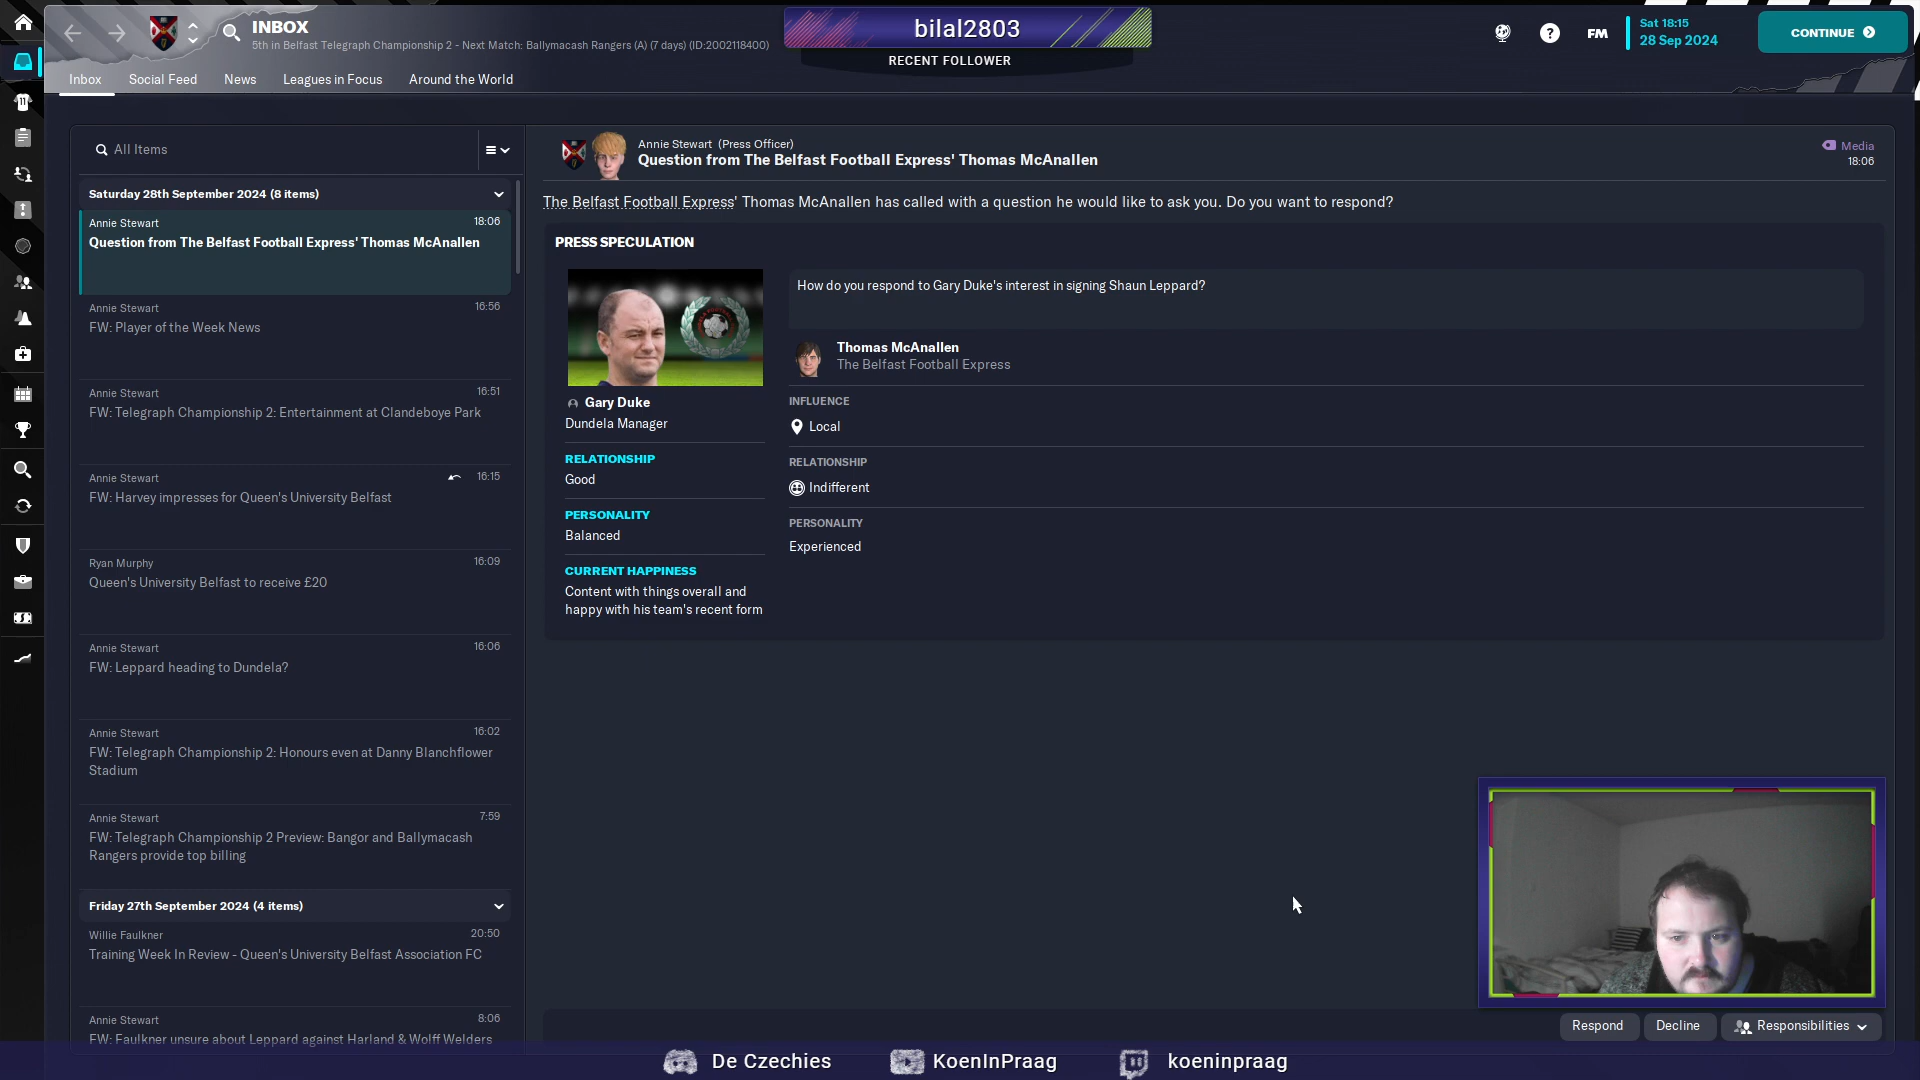 INBOX
5th in Belfast Telegraph Championship 2 - Next Match: Ballymacash Rangers (A) (7 days) (ID:2002118400)
bilal2803
RECENT FOLLOWER
FM
Sat 18:15
28 Sep 2024
CONTINUE
Inbox
Social Feed
News
Leagues in Focus
Around the World
All Items
Saturday 28th September 2024 (8 items)
Annie Stewart
18:06
Question from The Belfast Football Express' Thomas McAnallen
Annie Stewart
16:56
FW: Player of the Week News
Annie Stewart
16:51
FW: Telegraph Championship 2: Entertainment at Clandeboye Park
Annie Stewart
16:15
FW: Harvey impresses for Queen's University Belfast
Ryan Murphy
16:09
Queen's University Belfast to receive £20
Annie Stewart
16:06
FW: Leppard heading to Dundela?
Annie Stewart
16:02
FW: Telegraph Championship 2: Honours even at Danny Blanchflower
Stadium
Annie Stewart
7:59
FW: Telegraph Championship 2 Preview: Bangor and Ballymacash
Rangers provide top billing
Friday 27th September 2024 (4 items)
Willie Faulkner
20:50
Training Week In Review - Queen's University Belfast Association FC
Annie Stewart
8:06
FW: Faulkner unsure about Leppard against Harland & Wolff Welders
Annie Stewart (Press Officer)
Question from The Belfast Football Express' Thomas McAnallen
Media
18:06
The Belfast Football Express' Thomas McAnallen has called with a question he would like to ask you. Do you want to respond?
PRESS SPECULATION
Gary Duke
Dundela Manager
RELATIONSHIP
Good
PERSONALITY
Balanced
CURRENT HAPPINESS
Content with things overall and
happy with his team's recent form
How do you respond to Gary Duke's interest in signing Shaun Leppard?
Thomas McAnallen
The Belfast Football Express
INFLUENCE
Local
RELATIONSHIP
Indifferent
PERSONALITY
Experienced
Respond
Decline
Responsibilities
De Czechies
KoenInPraag
koeninpraag